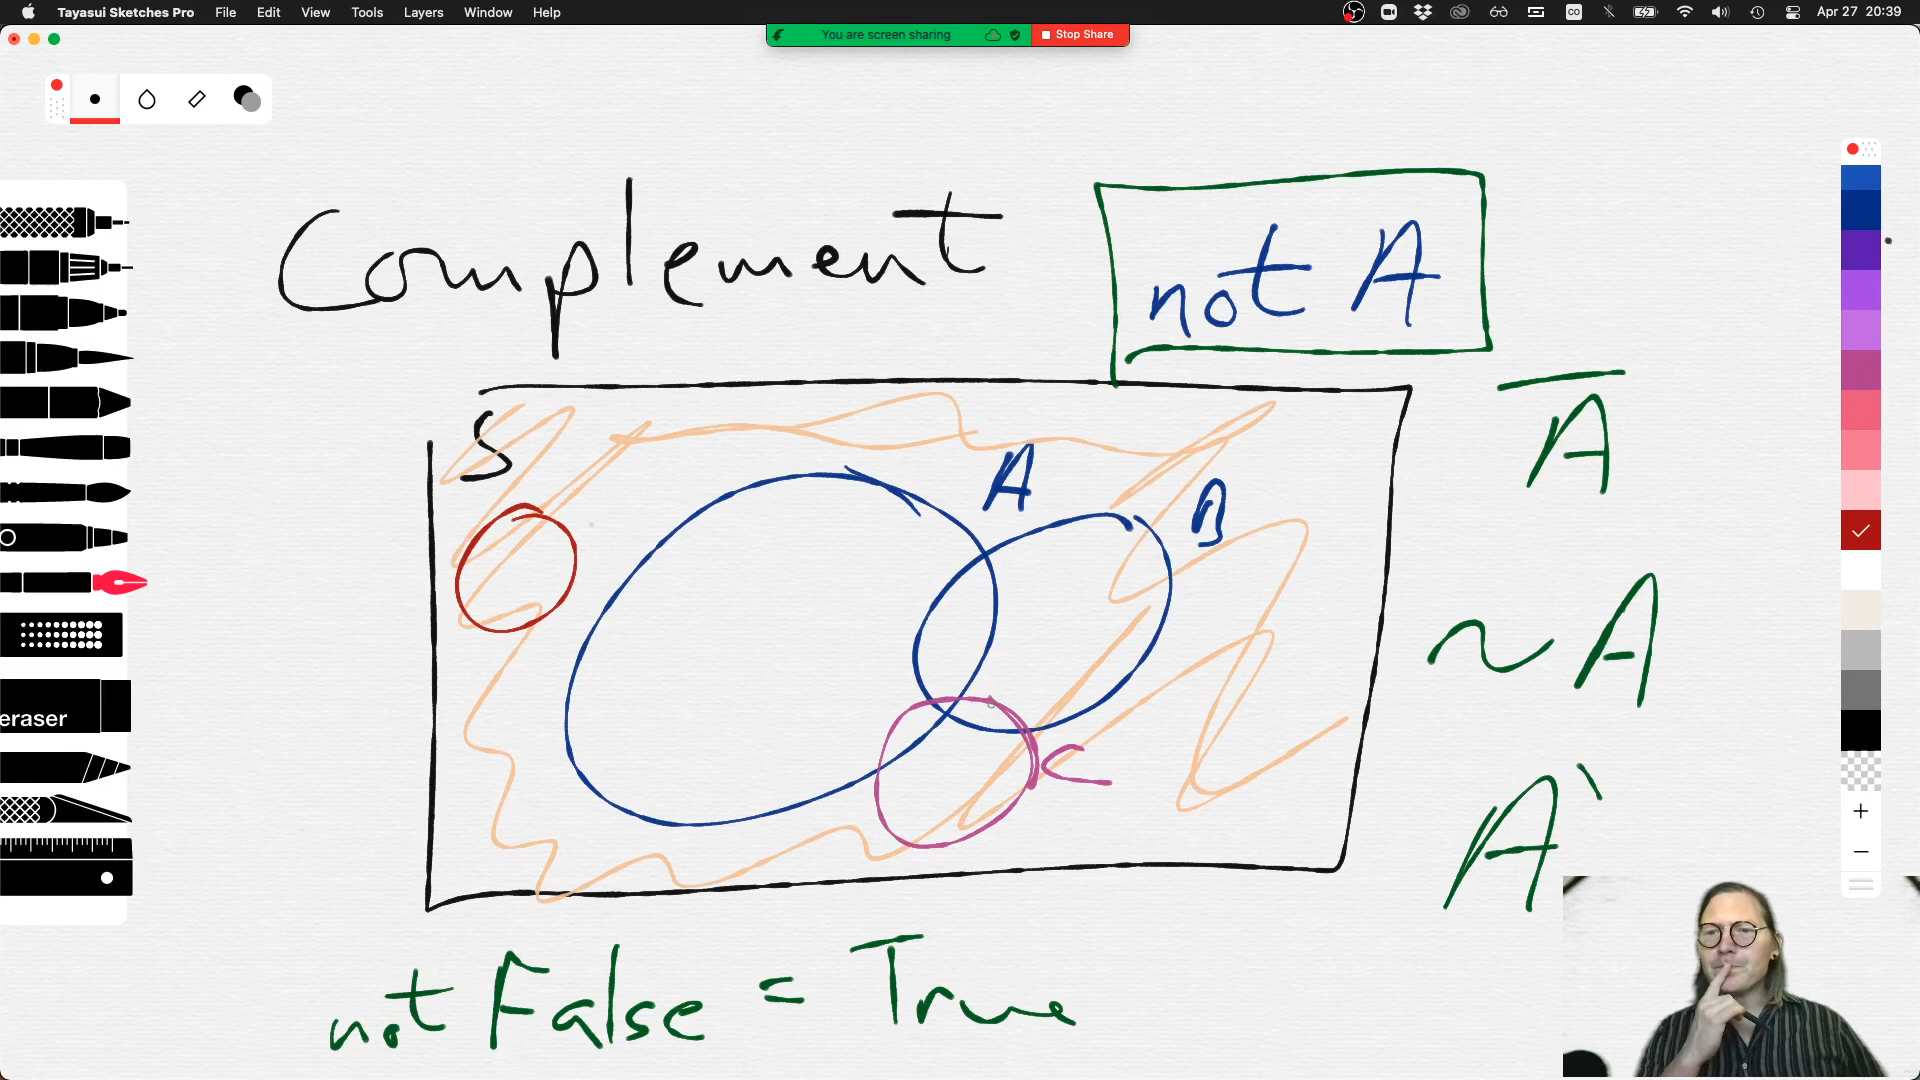 Tayasui Sketches Pro File Edit View Tools Layers Window Help
CO
Apr 27 20:39
You are screen sharing
Stop Share
Complement
not A
S
A
B
C
A
~A
A`
eraser
not False = True